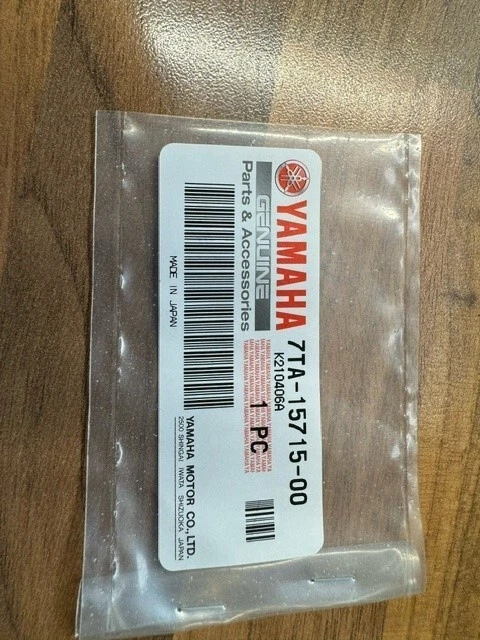 YAMAHA
GENUINE
Parts & Accessories
MADE IN JAPAN
7TA-15715-00
K210406A
1 PC
YAMAHA MOTOR CO., LTD.
2500 SHINGAI IWATA SHIZUOKA JAPAN